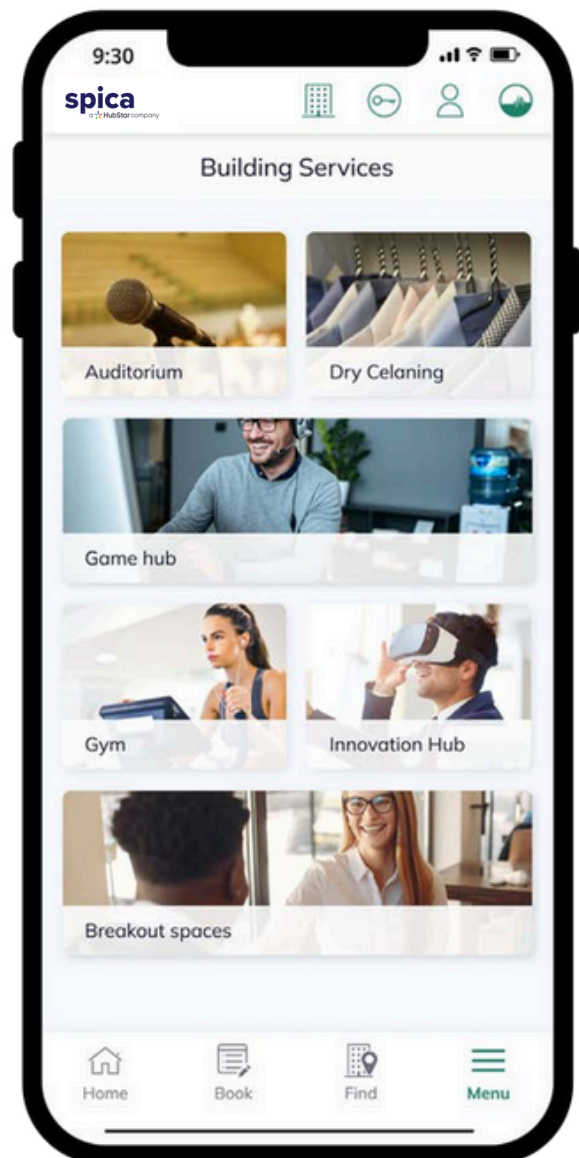 9:30
spica
a HubStar company
Building Services
Auditorium
Dry Celaning
Game hub
Gym
Innovation Hub
Breakout spaces
Home
Book
Find
Menu